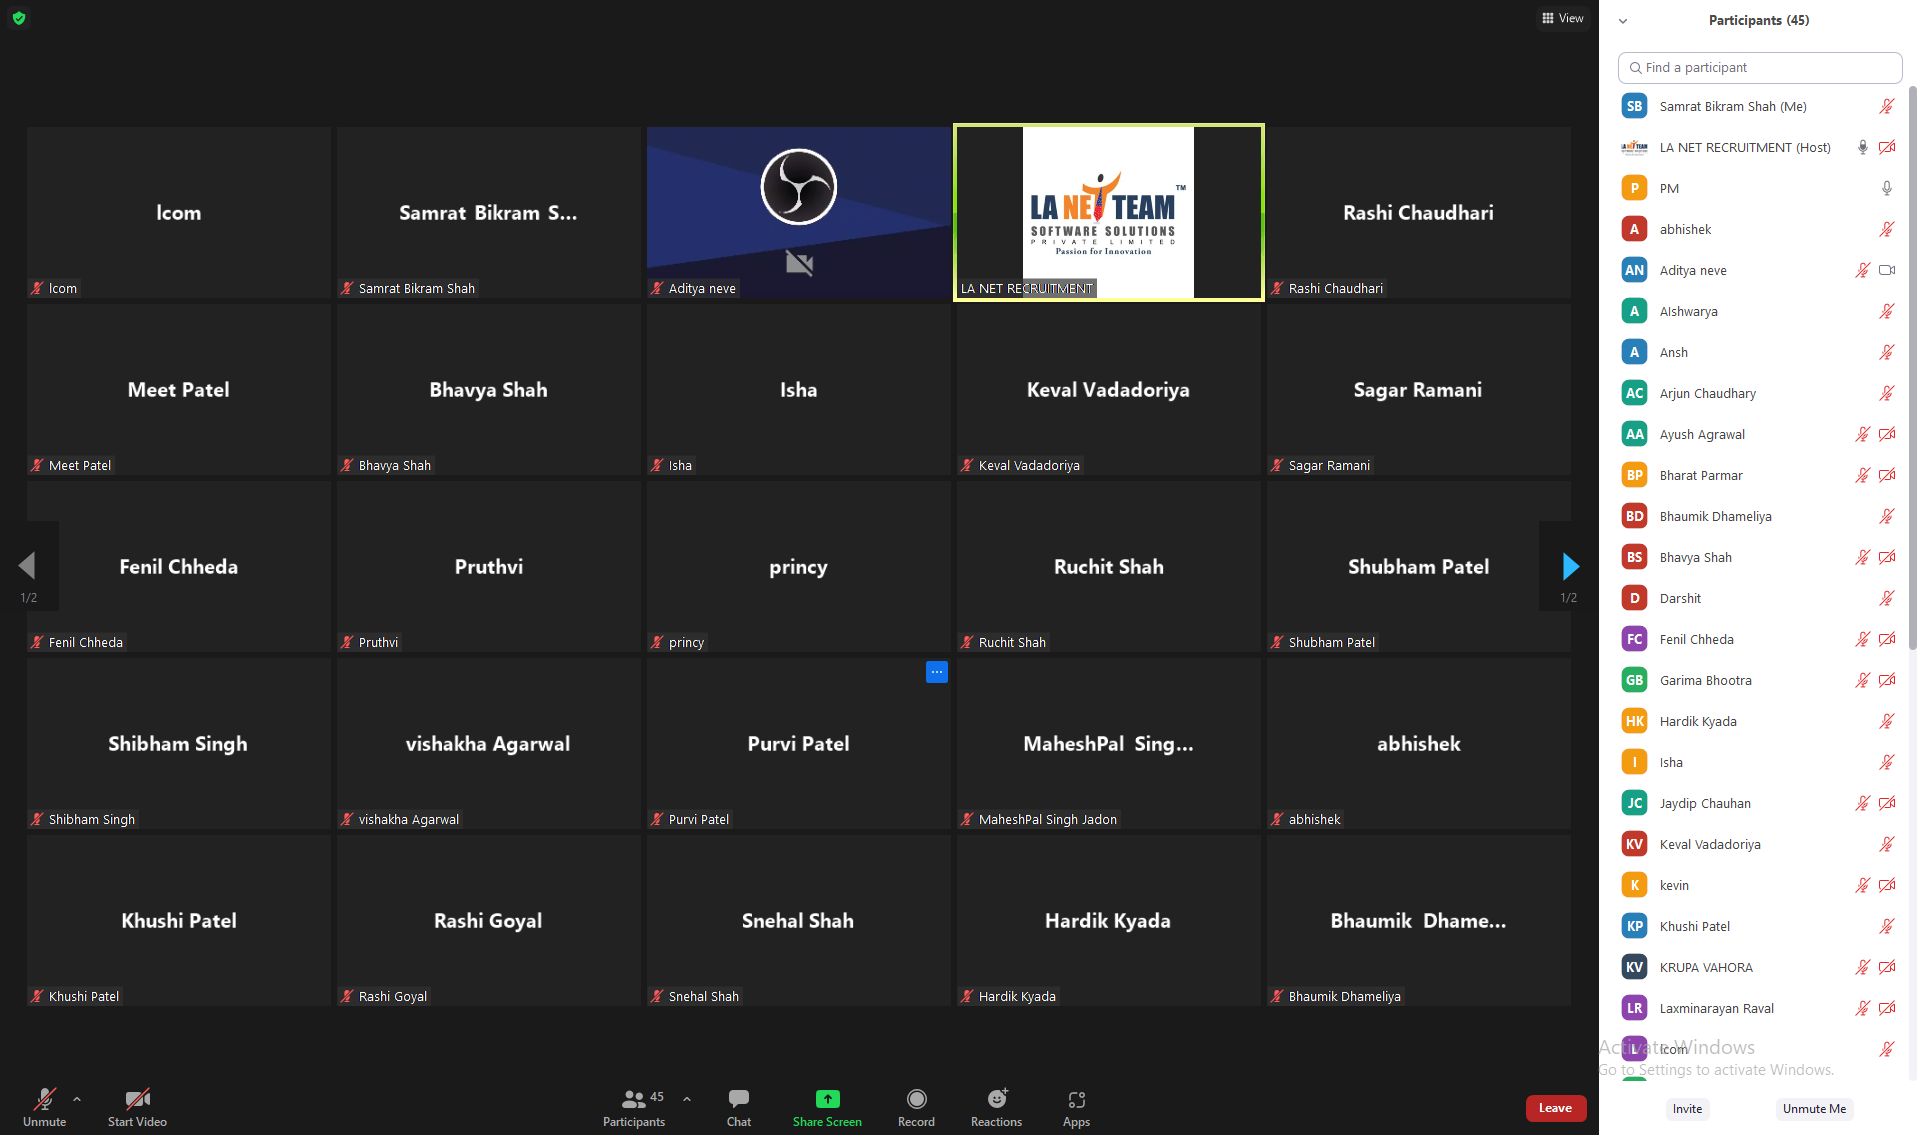 View
lcom
lcom
Samrat Bikram S...
Samrat Bikram Shah
Aditya neve
LA NET TEAM
TM
SOFTWARE SOLUTIONS
PRIVATE LIMITED
Passion for Innovation
LA NET RECRUITMENT
Rashi Chaudhari
Rashi Chaudhari
Meet Patel
Meet Patel
Bhavya Shah
Bhavya Shah
Isha
Isha
Keval Vadadoriya
Keval Vadadoriya
Sagar Ramani
Sagar Ramani
1/2
Fenil Chheda
Fenil Chheda
Pruthvi
Pruthvi
princy
princy
Ruchit Shah
Ruchit Shah
Shubham Patel
Shubham Patel
1/2
Shibham Singh
Shibham Singh
vishakha Agarwal
vishakha Agarwal
...
Purvi Patel
Purvi Patel
MaheshPal Sing...
MaheshPal Singh Jadon
abhishek
abhishek
Khushi Patel
Khushi Patel
Rashi Goyal
Rashi Goyal
Snehal Shah
Snehal Shah
Hardik Kyada
Hardik Kyada
Bhaumik Dhame...
Bhaumik Dhameliya
Unmute
Start Video
45
Participants
Chat
Share Screen
Record
Reactions
Apps
Leave
Participants (45)
Find a participant
SB Samrat Bikram Shah (Me)
LA NET RECRUITMENT (Host)
P PM
A abhishek
AN Aditya neve
A AIshwarya
A Ansh
AC Arjun Chaudhary
AA Ayush Agrawal
BP Bharat Parmar
BD Bhaumik Dhameliya
BS Bhavya Shah
D Darshit
FC Fenil Chheda
GB Garima Bhootra
HK Hardik Kyada
I Isha
JC Jaydip Chauhan
KV Keval Vadadoriya
K kevin
KP Khushi Patel
KV KRUPA VAHORA
LR Laxminarayan Raval
L lcom
Activate Windows
Go to Settings to activate Windows.
Invite
Unmute Me